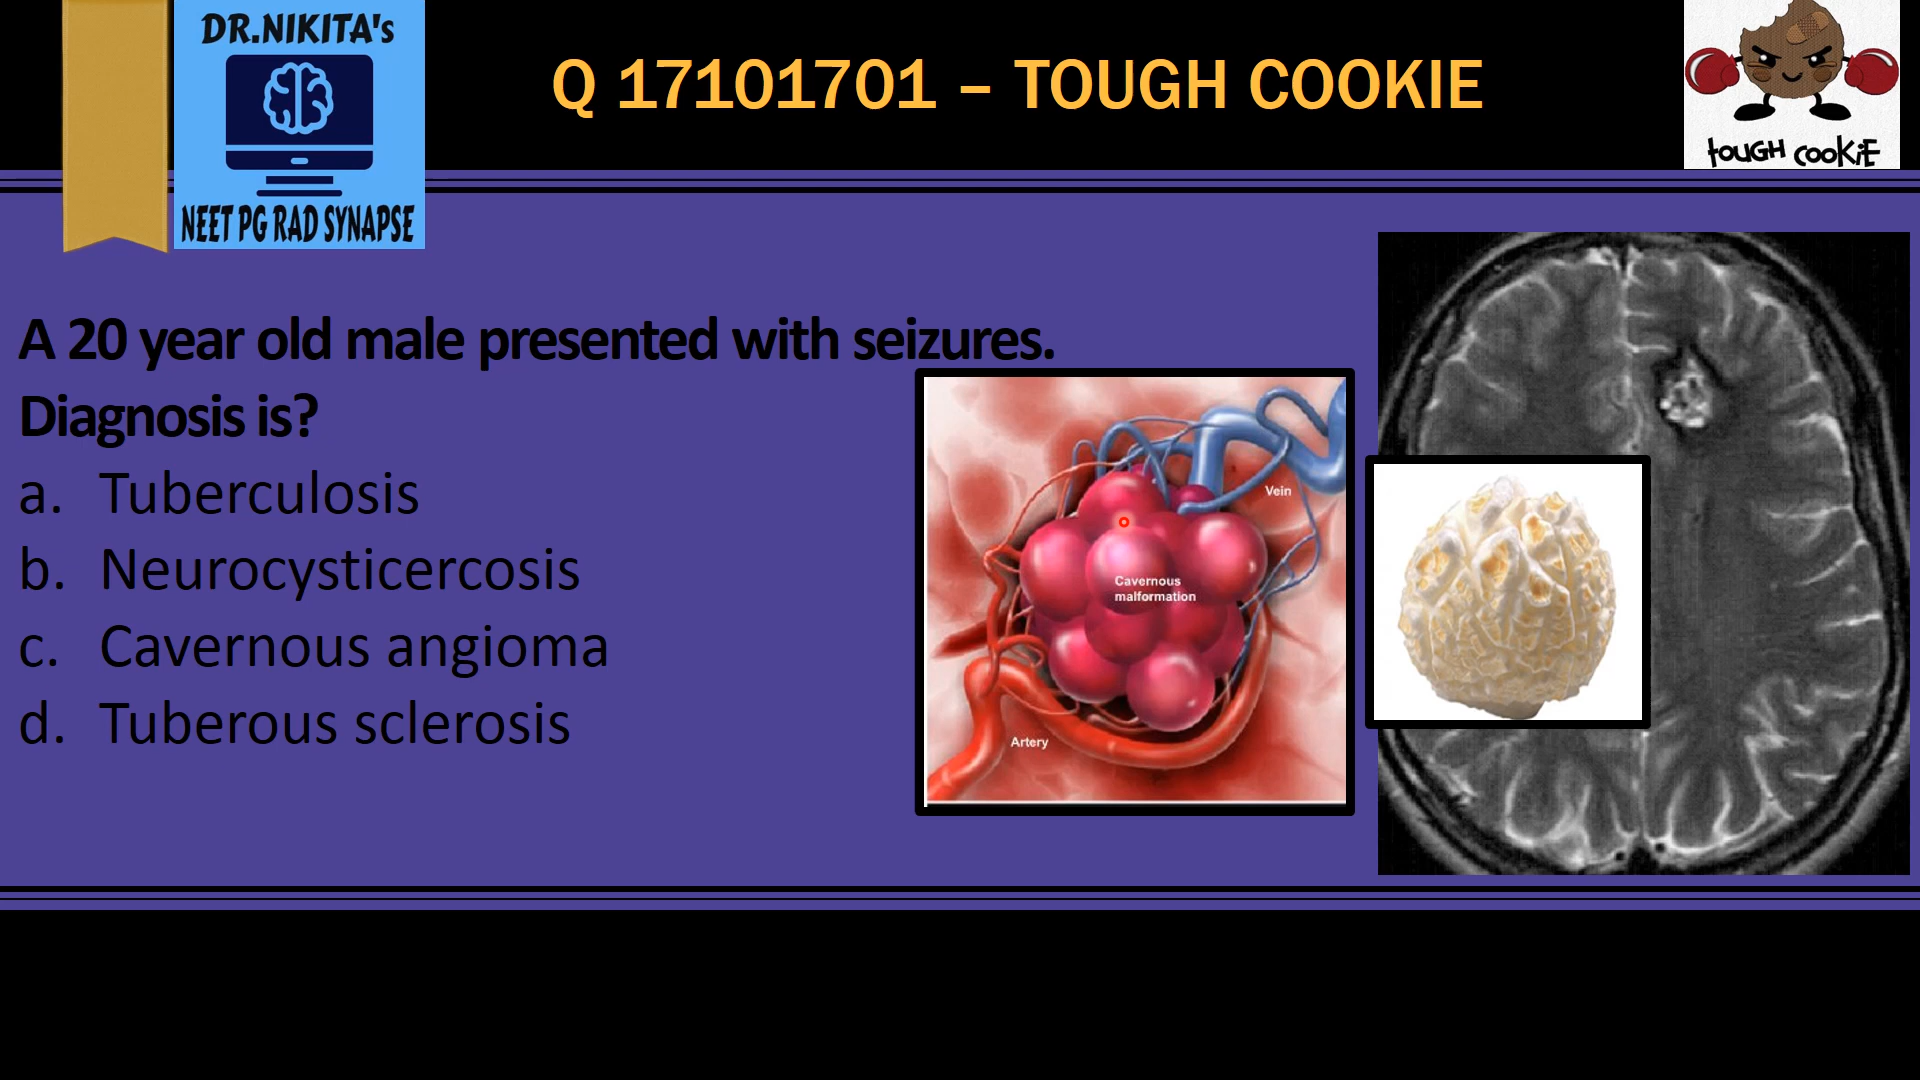 DR.NIKITA's
NEET PG RAD SYNAPSE
Q 17101701 – TOUGH COOKIE
tOUGH COOKiE
A 20 year old male presented with seizures.
Diagnosis is?
a. Tuberculosis
b. Neurocysticercosis
c. Cavernous angioma
d. Tuberous sclerosis
Vein
Cavernous
malformation
Artery